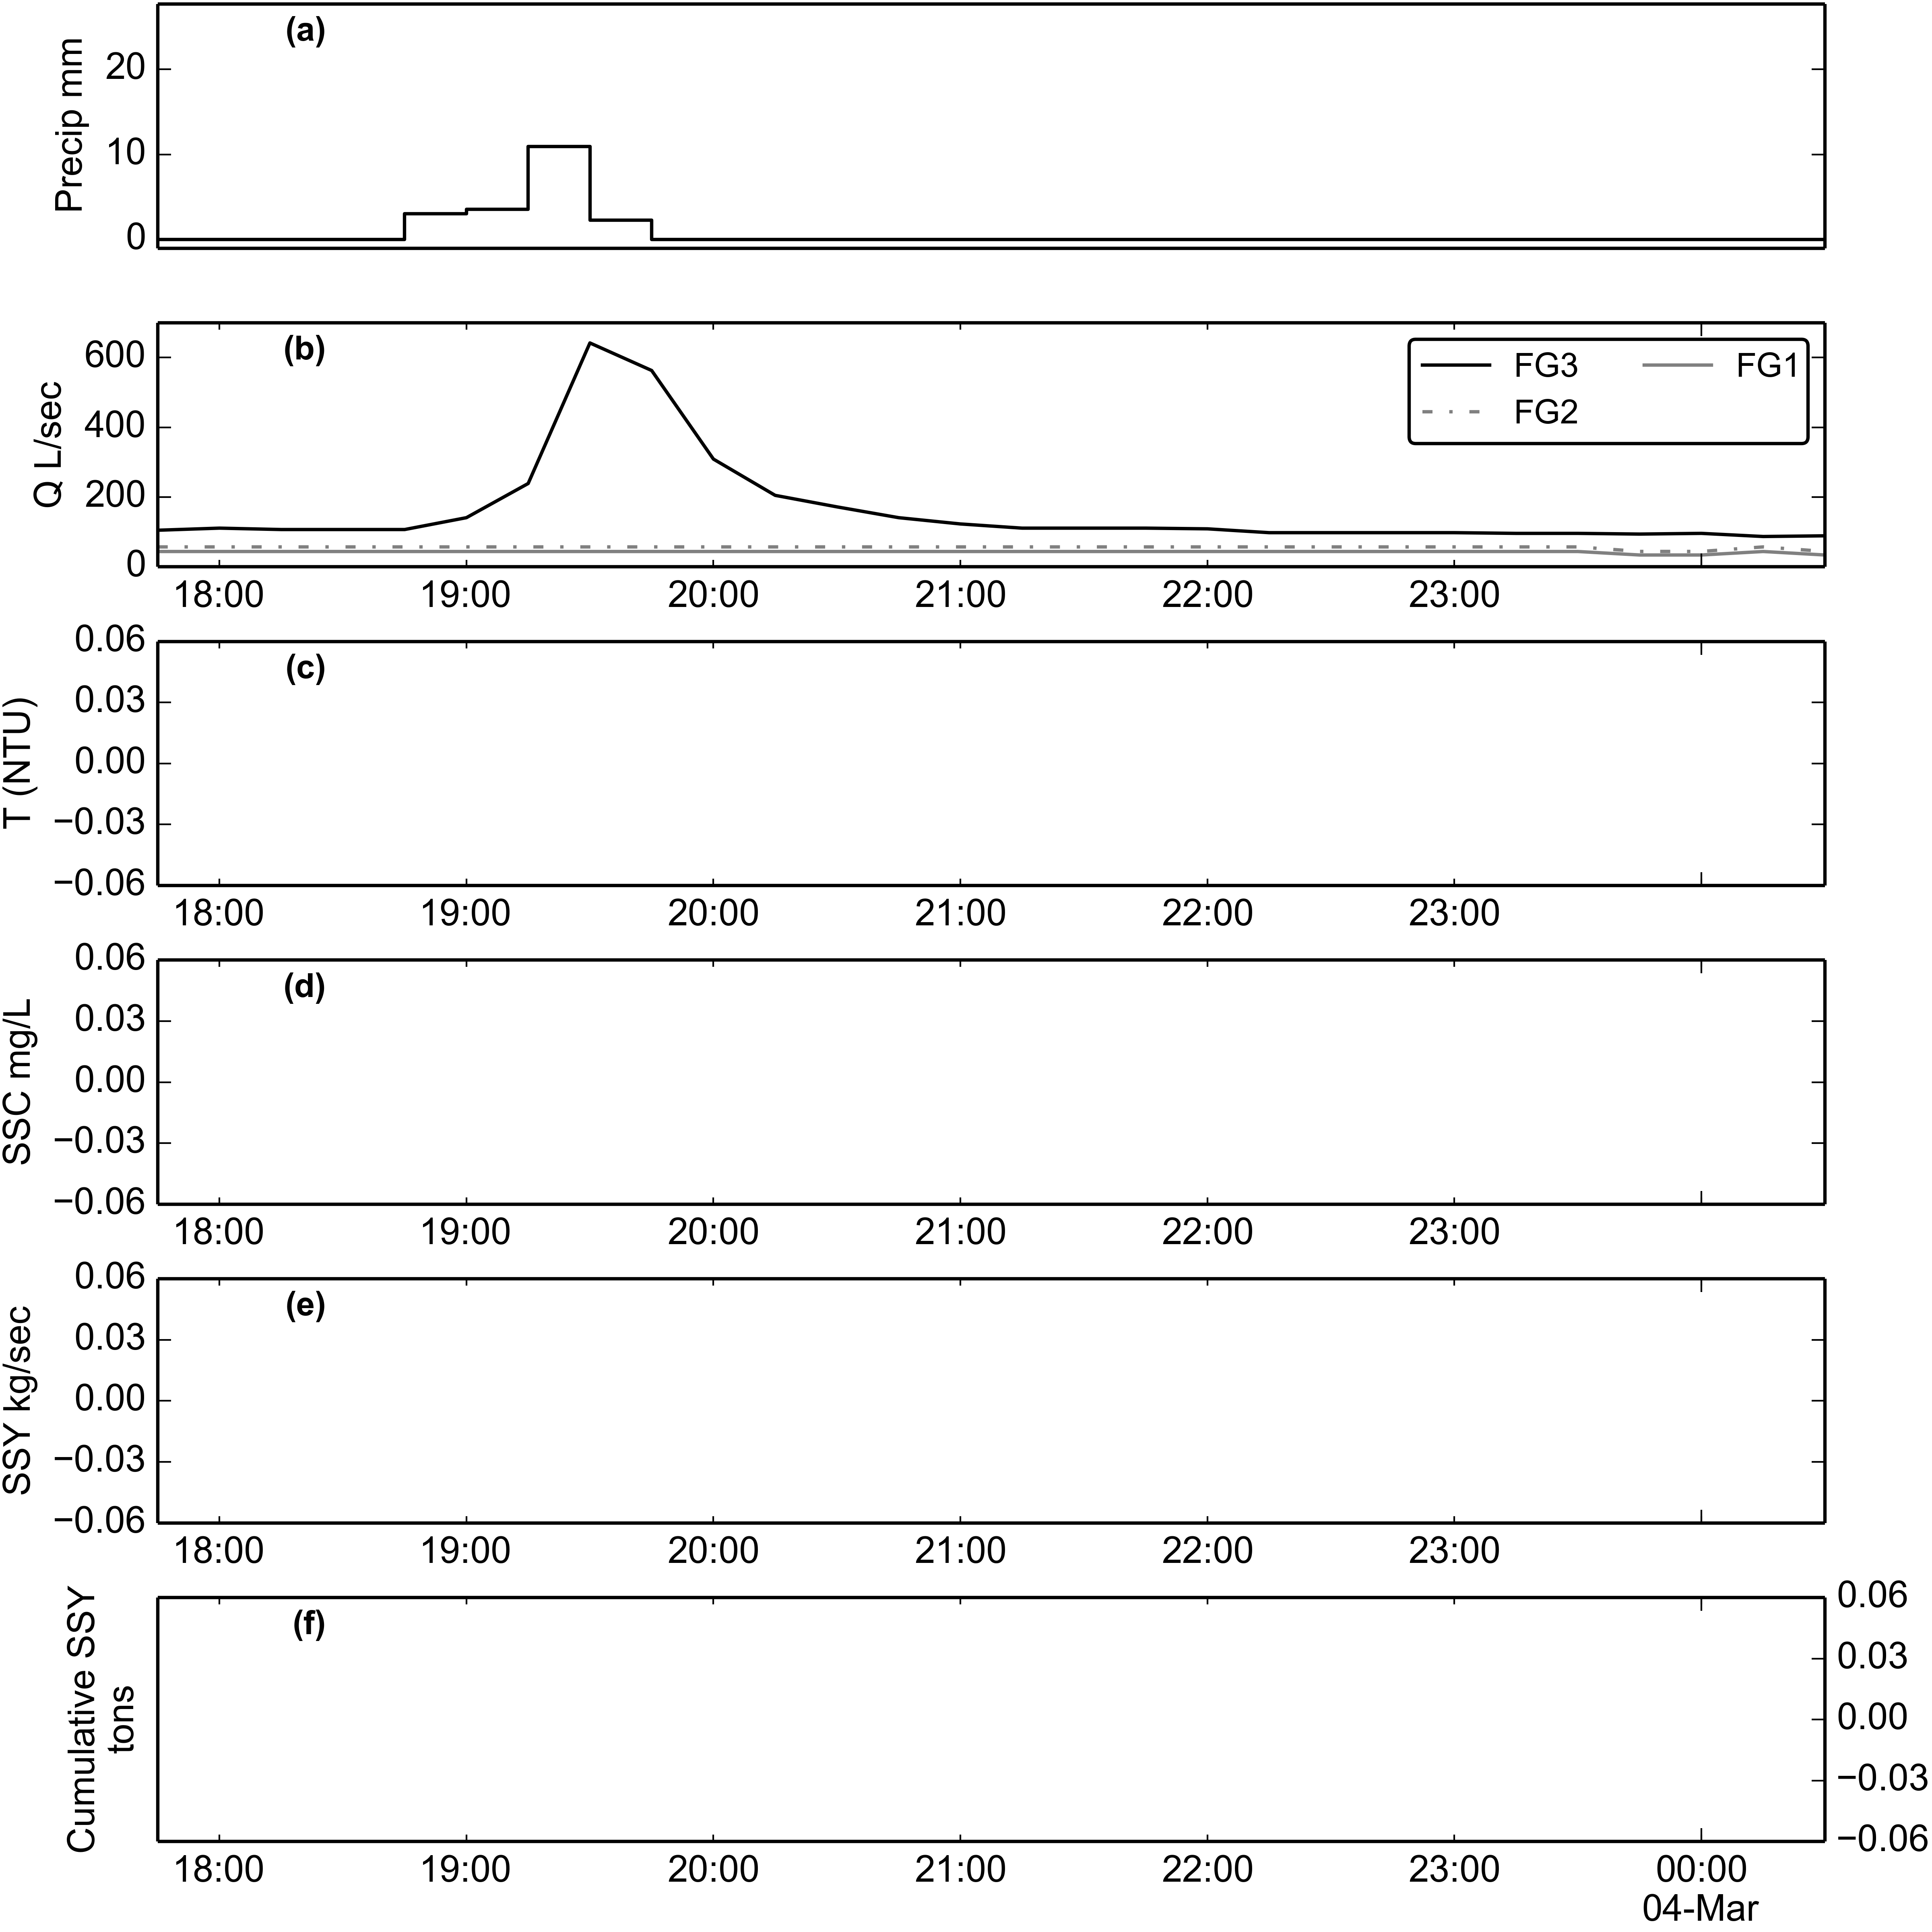 (a)
Precip mm
20
10
0
(b)
Q L/sec
600
400
200
0
FG3 FG1
FG2
18:00 19:00 20:00 21:00 22:00 23:00
(c)
T (NTU)
0.06
0.03
0.00
−0.03
−0.06
18:00 19:00 20:00 21:00 22:00 23:00
(d)
SSC mg/L
0.06
0.03
0.00
−0.03
−0.06
18:00 19:00 20:00 21:00 22:00 23:00
(e)
SSY kg/sec
0.06
0.03
0.00
−0.03
−0.06
18:00 19:00 20:00 21:00 22:00 23:00
(f)
Cumulative SSY
tons
0.06
0.03
0.00
−0.03
−0.06
18:00 19:00 20:00 21:00 22:00 23:00 00:00
04-Mar